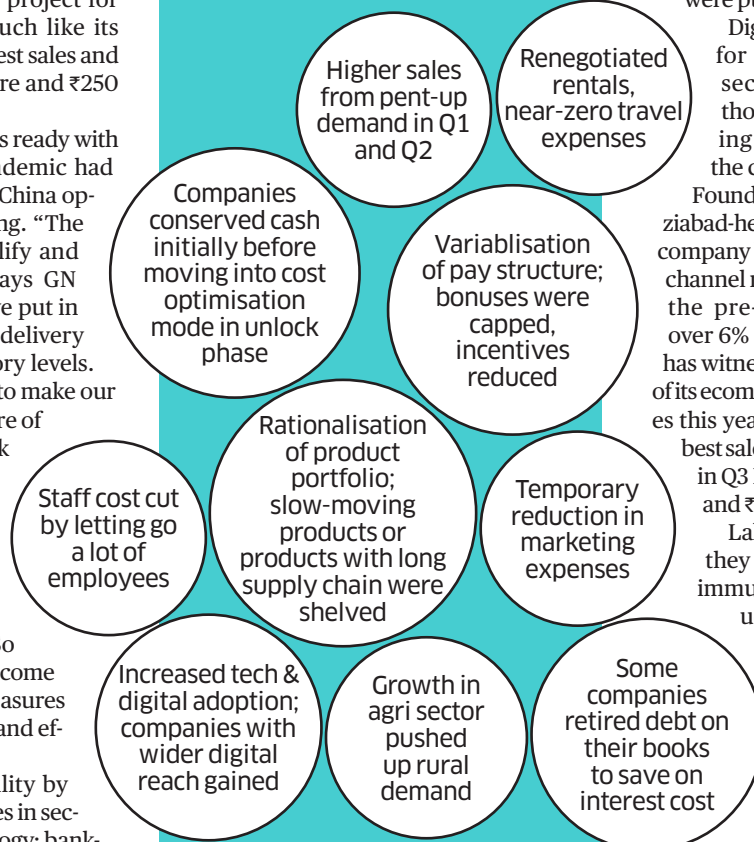 project for
uch like its
est sales and
re and ₹250
s ready with
demic had
China op-
ng. “The
lify and
ays GN
e put in
delivery
ory levels.
to make our
re of
k
o
come
asures
and ef-
lity by
es in sec-
ogy; bank-
Higher sales
from pent-up
demand in Q1
and Q2
Renegotiated
rentals,
near-zero travel
expenses
Companies
conserved cash
initially before
moving into cost
optimisation
mode in unlock
phase
Variablisation
of pay structure;
bonuses were
capped,
incentives
reduced
Rationalisation
of product
portfolio;
slow-moving
products or
products with long
supply chain were
shelved
Staff cost cut
by letting go
a lot of
employees
Temporary
reduction in
marketing
expenses
Increased tech &
digital adoption;
companies with
wider digital
reach gained
Growth in
agri sector
pushed
up rural
demand
Some
companies
retired debt on
their books
to save on
interest cost
were p
Dig
for
sec
tho
ing
the c
Found
ziabad-he
company
channel r
the pre-
over 6%
has witne
of its ecom
es this yea
best sale
in Q3
and ₹
La
they
immu
u